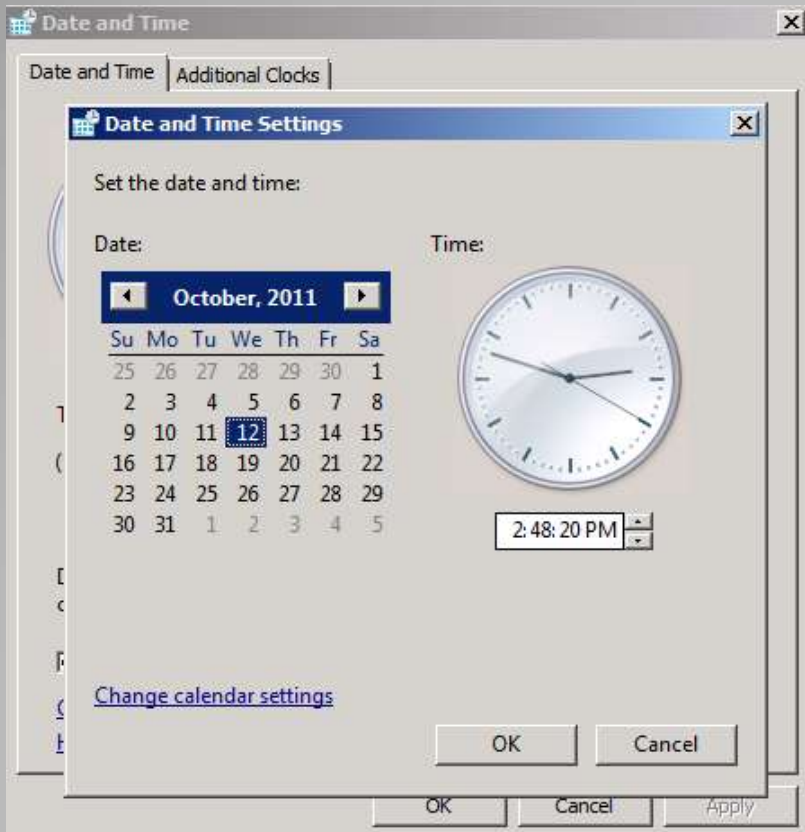 Date and Time
Date and Time Additional Clocks
Date and Time Settings
Set the date and time:
Date: Time:
October, 2011
Su Mo Tu We Th Fr Sa
25 26 27 28 29 30 1
2 3 4 5 6 7 8
9 10 11 12 13 14 15
16 17 18 19 20 21 22
23 24 25 26 27 28 29
30 31 1 2 3 4 5
2:48:20 PM
Change calendar settings
OK Cancel
OK Cancel Apply